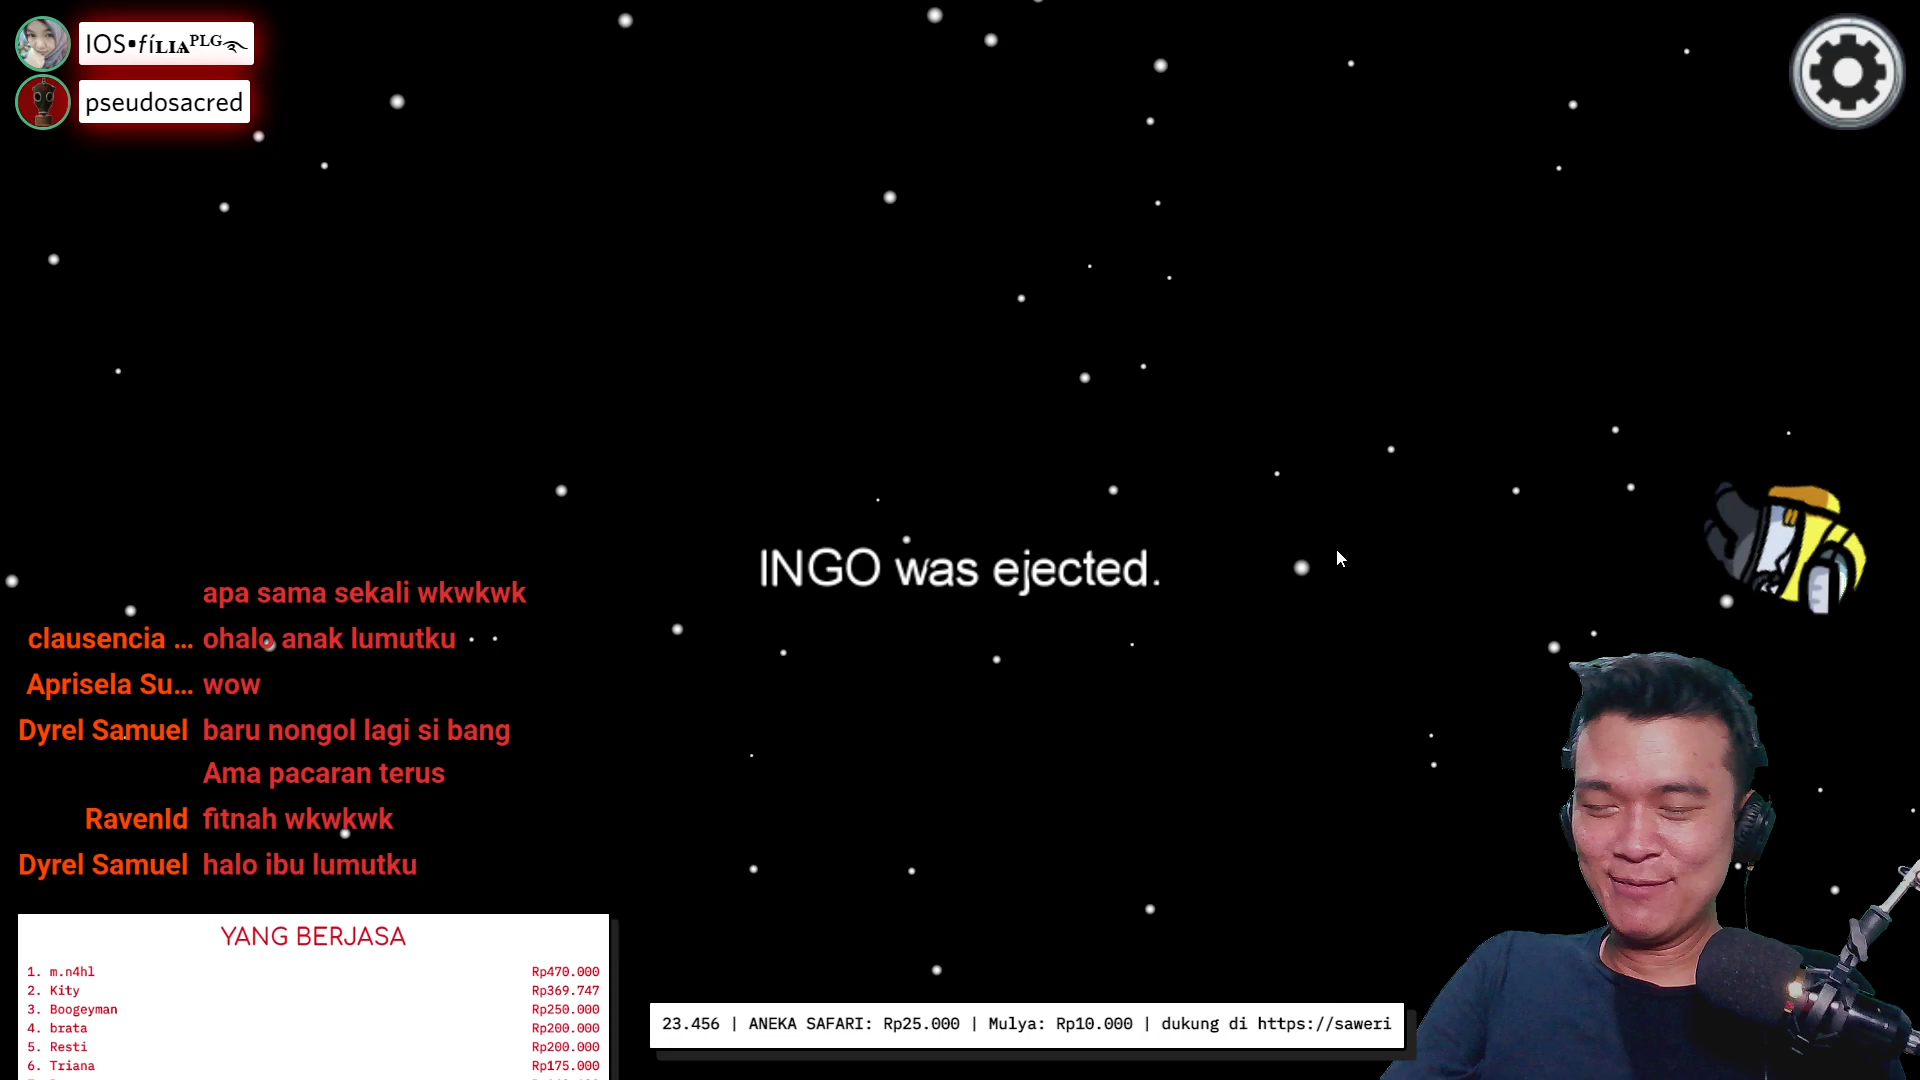 IOS•fíʟɪᴀᴾᴸᴳ
pseudosacred
INGO was ejected.
apa sama sekali wkwkwk
clausencia ... ohalo anak lumutku
Aprisela Su... wow
Dyrel Samuel baru nongol lagi si bang
Ama pacaran terus
RavenId fitnah wkwkwk
Dyrel Samuel halo ibu lumutku
YANG BERJASA
1. m.n4hl Rp470.000
2. Kity Rp369.747
3. Boogeyman Rp250.000
4. brata Rp200.000
5. Resti Rp200.000
6. Triana Rp175.000
23.456 | ANEKA SAFARI: Rp25.000 | Mulya: Rp10.000 | dukung di https://saweri